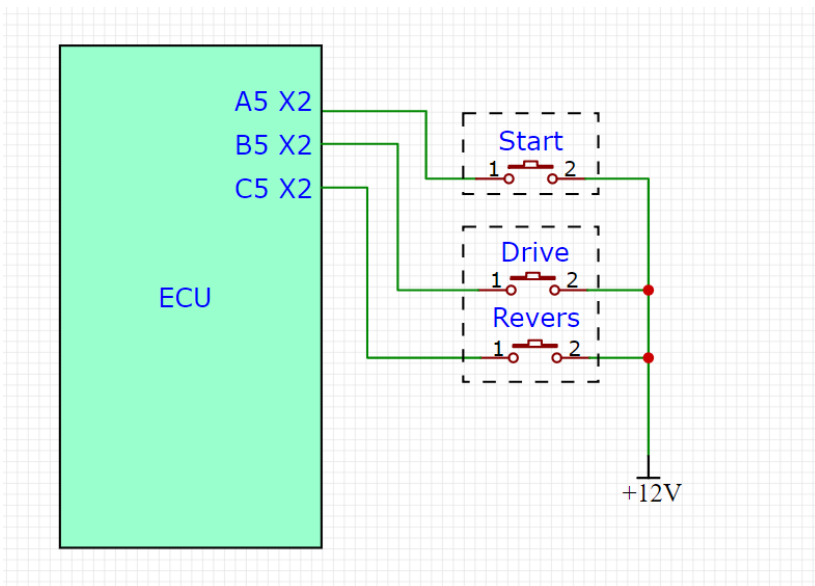 A5 X2
B5 X2
C5 X2
ECU
Start
1 2
Drive
1 2
Revers
1 2
+12V